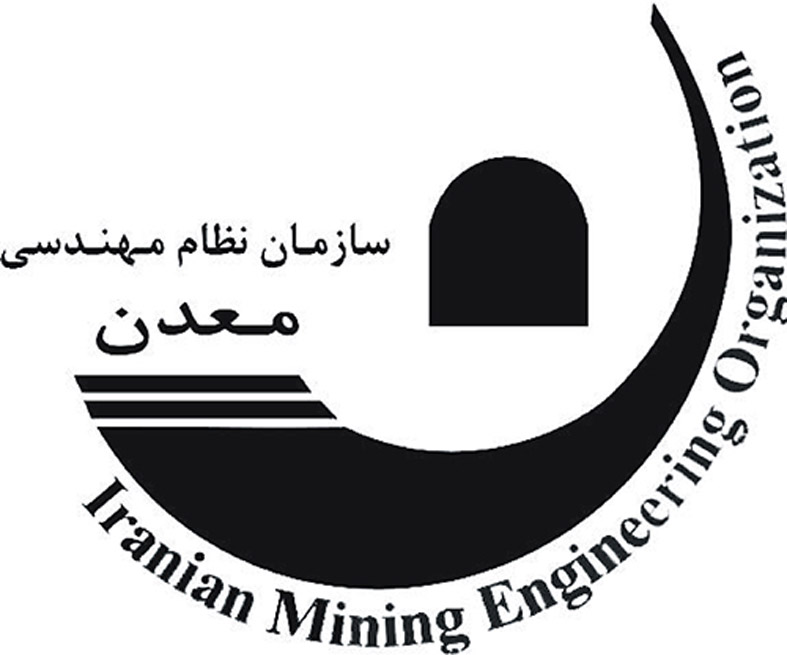 سازمان نظام مهندسی
معدن
Iranian Mining Engineering Organization